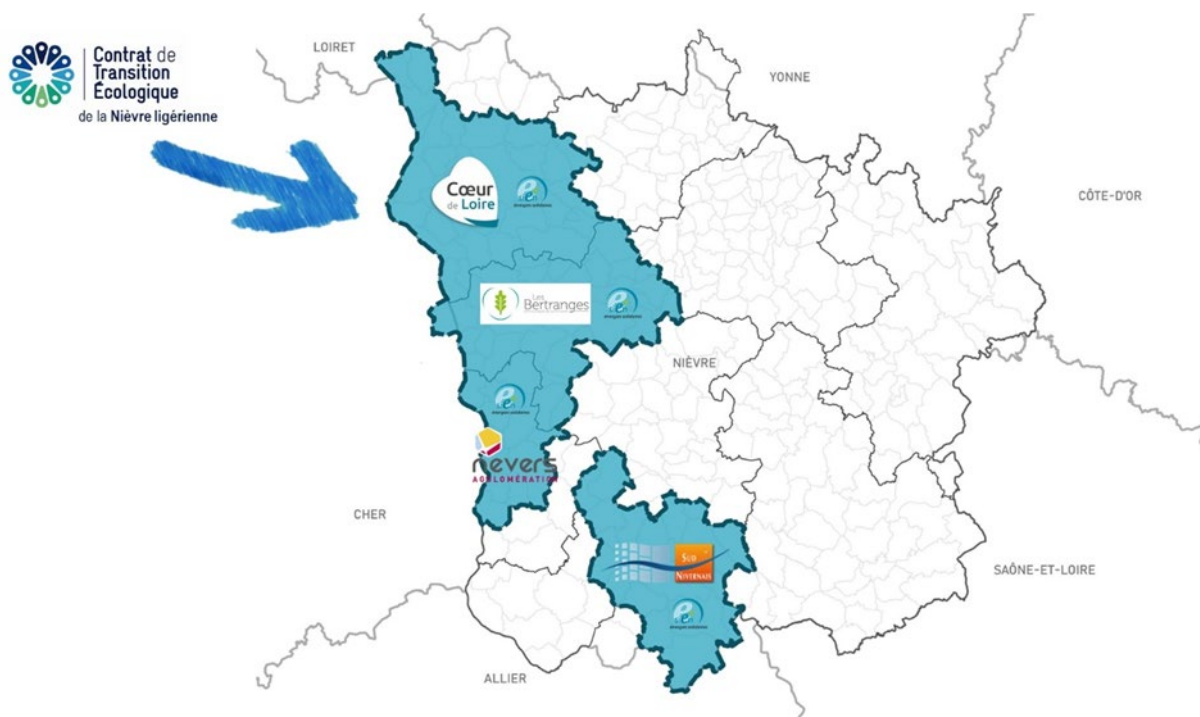 Contrat de
Transition
Écologique
de la Nièvre ligérienne
LOIRET
YONNE
CÔTE-D'OR
Cœur
de Loire
Les
Bertranges
NIÈVRE
nevers
AGGLOMÉRATION
CHER
SUD
NIVERNAIS
SAÔNE-ET-LOIRE
ALLIER